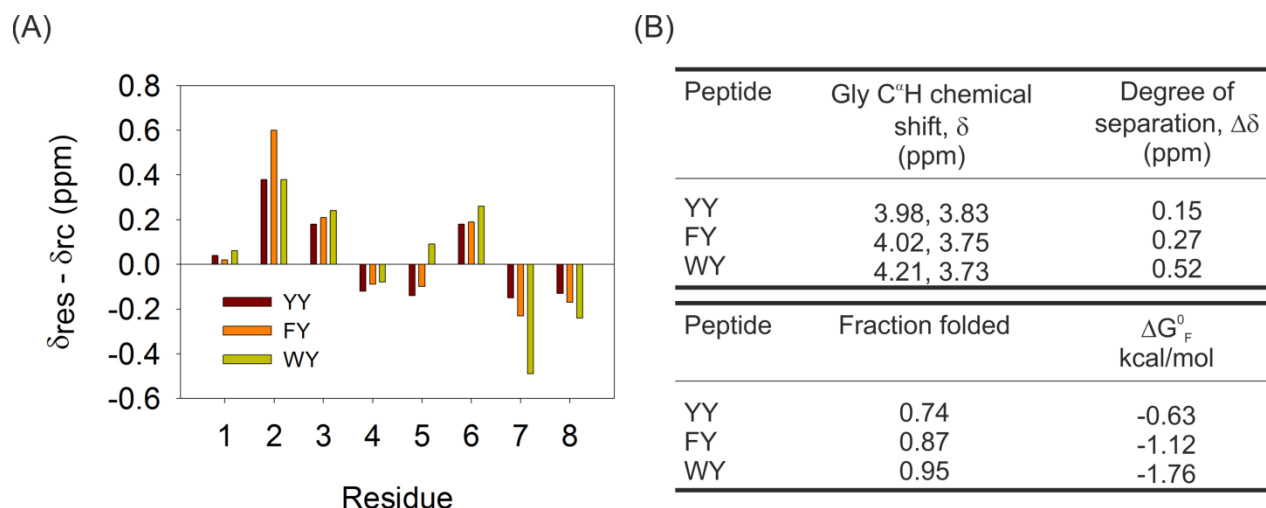 (A)
0.8
0.6
0.4
0.2
0.0
-0.2
-0.4
-0.6
δres - δrc (ppm)
YY
FY
WY
1 2 3 4 5 6 7 8
Residue
(B)
Peptide Gly CᵅH chemical shift, δ (ppm) Degree of separation, Δδ (ppm)
YY 3.98, 3.83 0.15
FY 4.02, 3.75 0.27
WY 4.21, 3.73 0.52
Peptide Fraction folded ΔG⁰F kcal/mol
YY 0.74 -0.63
FY 0.87 -1.12
WY 0.95 -1.76